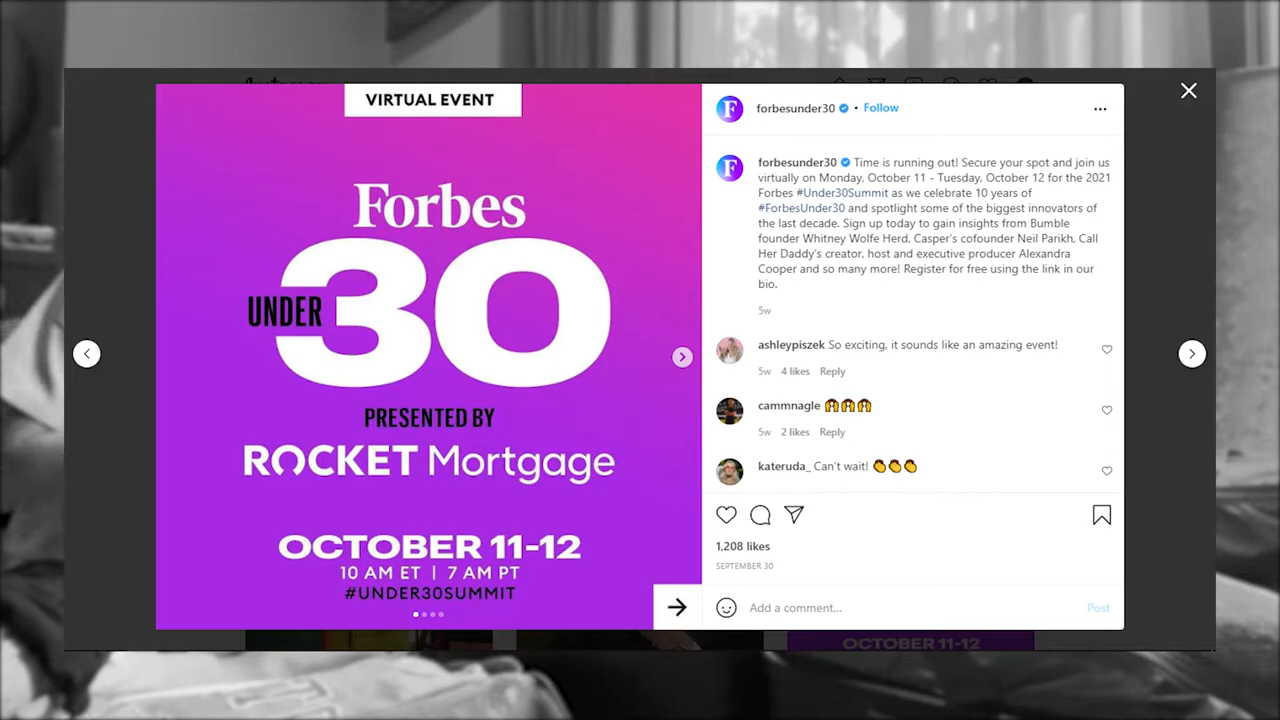 VIRTUAL EVENT
Forbes
UNDER
30
PRESENTED BY
ROCKET Mortgage
OCTOBER 11-12
10 AM ET | 7 AM PT
#UNDER30SUMMIT
forbesunder30 • Follow
forbesunder30 Time is running out! Secure your spot and join us
virtually on Monday, October 11 - Tuesday, October 12 for the 2021
Forbes #Under30Summit as we celebrate 10 years of
#ForbesUnder30 and spotlight some of the biggest innovators of
the last decade. Sign up today to gain insights from Bumble
founder Whitney Wolfe Herd, Casper's cofounder Neil Parikh, Call
Her Daddy's creator, host and executive producer Alexandra
Cooper and so many more! Register for free using the link in our
bio.
5w
ashleypiszek So exciting, it sounds like an amazing event!
5w 4 likes Reply
cammnagle
5w 2 likes Reply
kateruda_ Can't wait!
1,208 likes
SEPTEMBER 30
Add a comment...
Post
OCTOBER 11-12